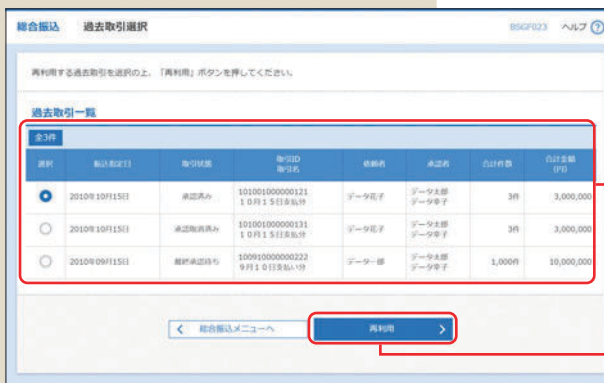 総合振込 過去取引選択 BSGF023 ヘルプ ?
再利用する過去取引を選択の上、「再利用」ボタンを押してください。
過去取引一覧
全3件
選択 振込指定日 取引状態 取引ID 依頼者 承認者 合計件数 合計金額
取引名 (円)
2010年10月15日 承認済み 101001000000121 データ花子 データ太郎 3件 3,000,000
10月15日支払分 データ幸子
2010年10月15日 承認取消済み 101001000000131 データ花子 データ太郎 3件 3,000,000
10月15日支払分 データ幸子
2010年09月15日 最終承認待ち 100910000000222 データ一郎 データ太郎 1,000件 10,000,000
9月10日支払い分 データ幸子
総合振込メニューへ 再利用